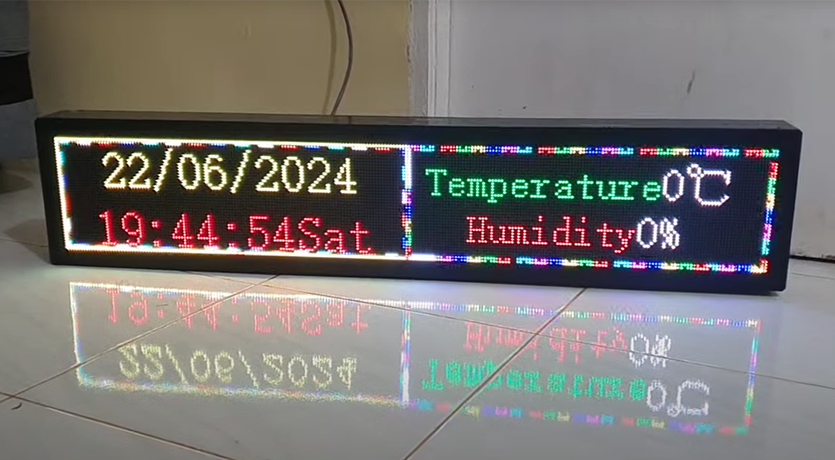 22/06/2024
19:44:54Sat
Temperature0℃
Humidity0%